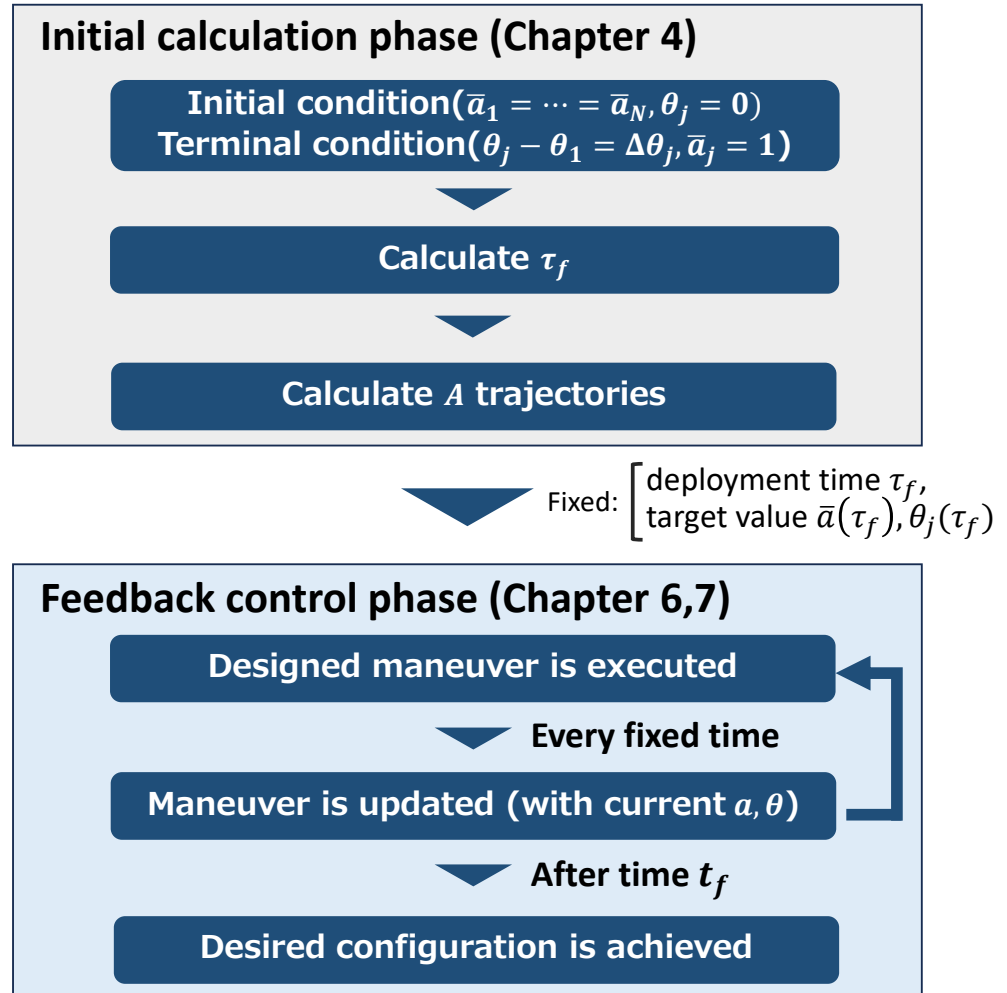 Initial calculation phase (Chapter 4)
Initial condition(ā₁ = ⋯ = ā_N, θ_j = 0)
Terminal condition(θ_j − θ₁ = Δθ_j, ā_j = 1)
Calculate τ_f
Calculate A trajectories
Fixed:
deployment time τ_f,
target value ā(τ_f), θ_j(τ_f)
Feedback control phase (Chapter 6,7)
Designed maneuver is executed
Every fixed time
Maneuver is updated (with current a, θ)
After time t_f
Desired configuration is achieved